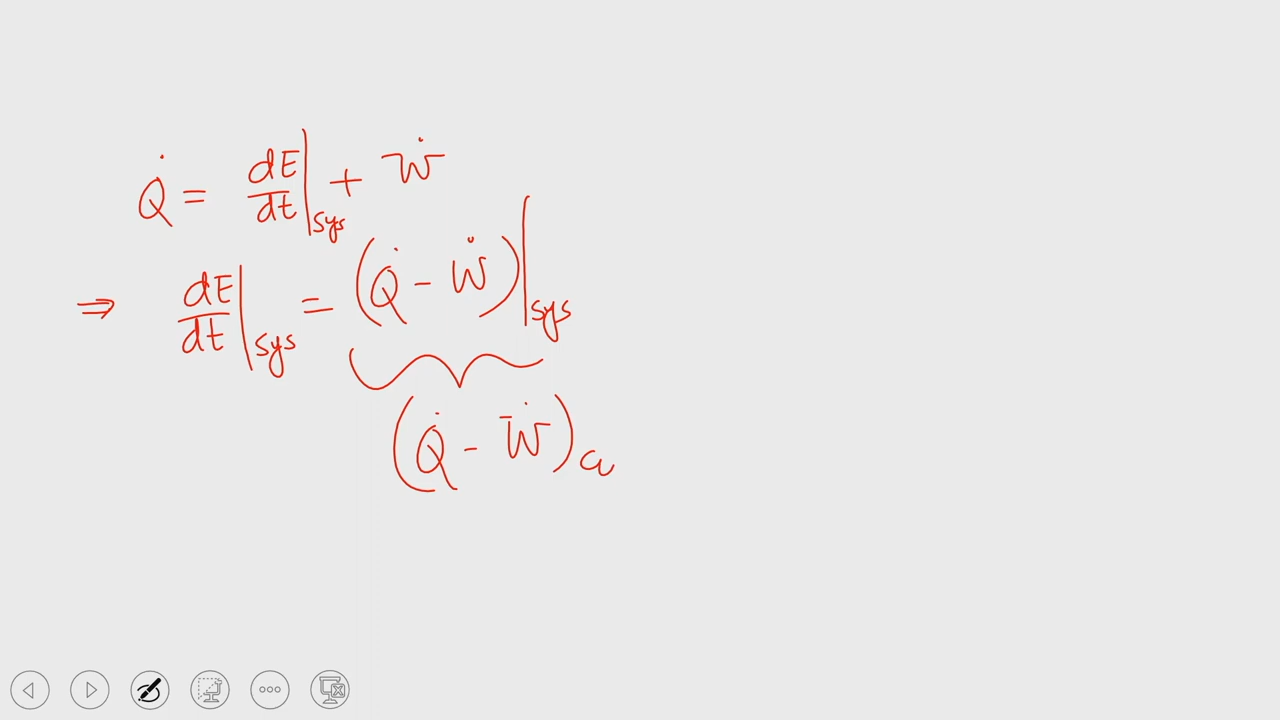 Q̇ = dE/dt|sys + Ẇ
⇒ dE/dt|sys = (Q̇ - Ẇ)|sys
(Q̇ - Ẇ)cv